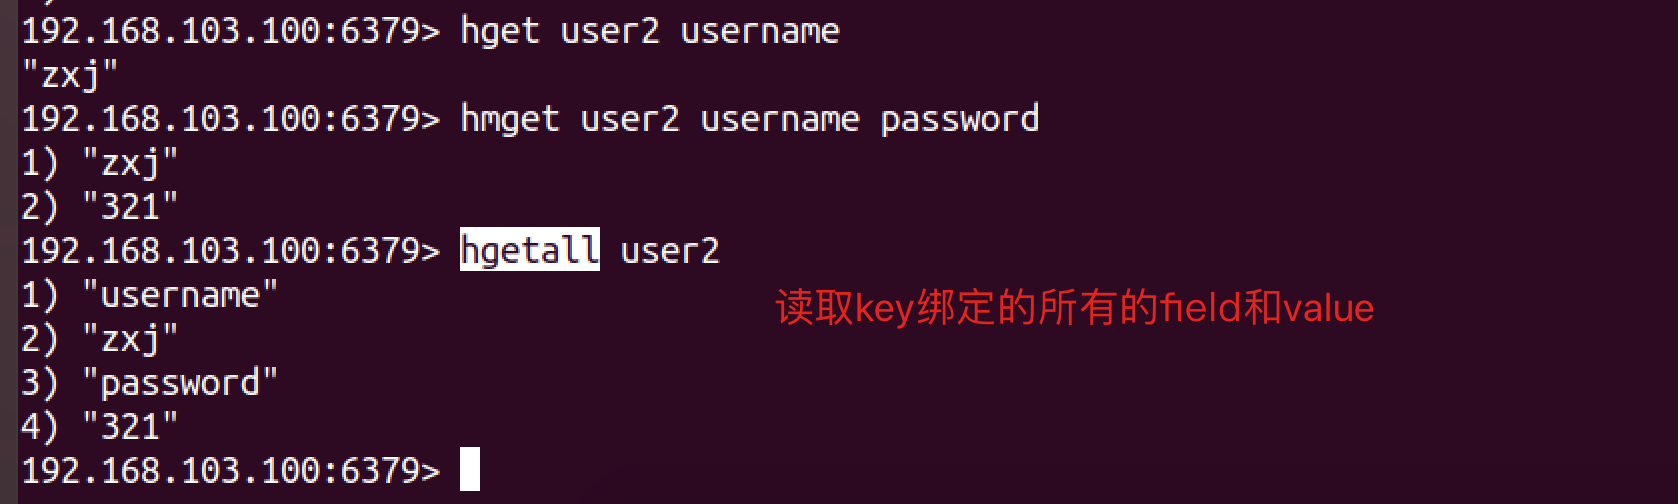 192.168.103.100:6379> hget user2 username
"zxj"
192.168.103.100:6379> hmget user2 username password
1) "zxj"
2) "321"
192.168.103.100:6379> hgetall user2
1) "username"
读取key绑定的所有的field和value
2) "zxj"
3) "password"
4) "321"
192.168.103.100:6379>